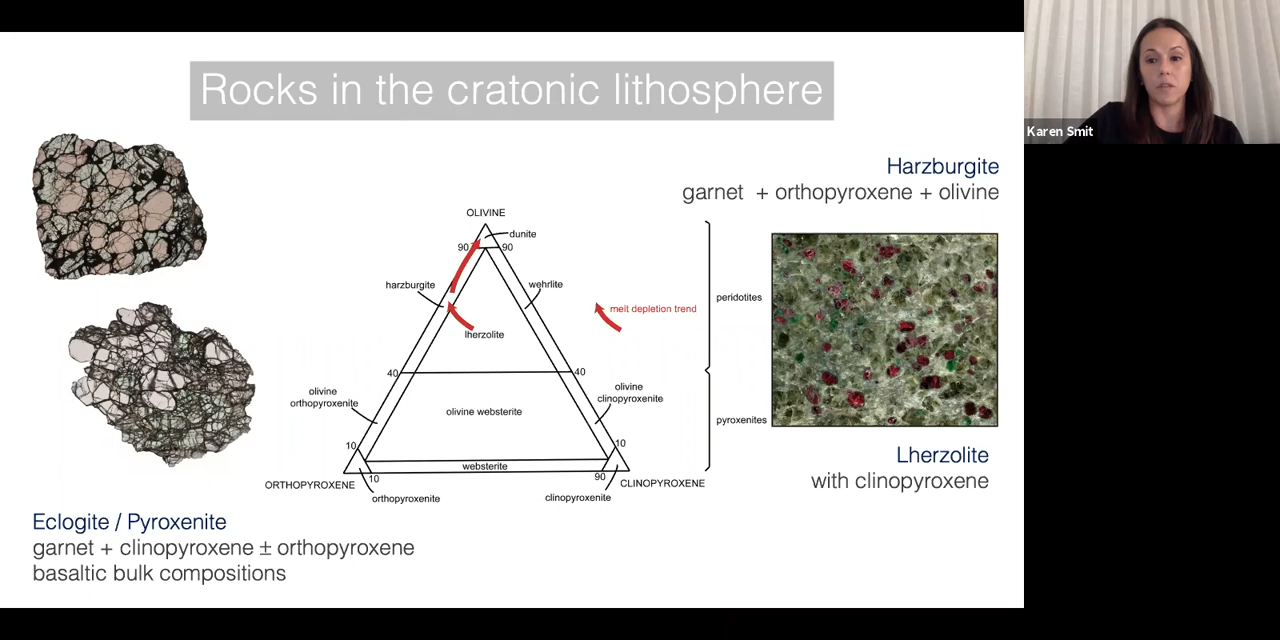 Rocks in the cratonic lithosphere
Karen Smit
Harzburgite
garnet + orthopyroxene + olivine
OLIVINE
dunite
90
90
harzburgite
wehrlite
melt depletion trend
lherzolite
peridotites
40
40
olivine
orthopyroxenite
olivine
clinopyroxenite
olivine websterite
pyroxenites
10
10
websterite
ORTHOPYROXENE
10
90
CLINOPYROXENE
orthopyroxenite
clinopyroxenite
Lherzolite
with clinopyroxene
Eclogite / Pyroxenite
garnet + clinopyroxene ± orthopyroxene
basaltic bulk compositions